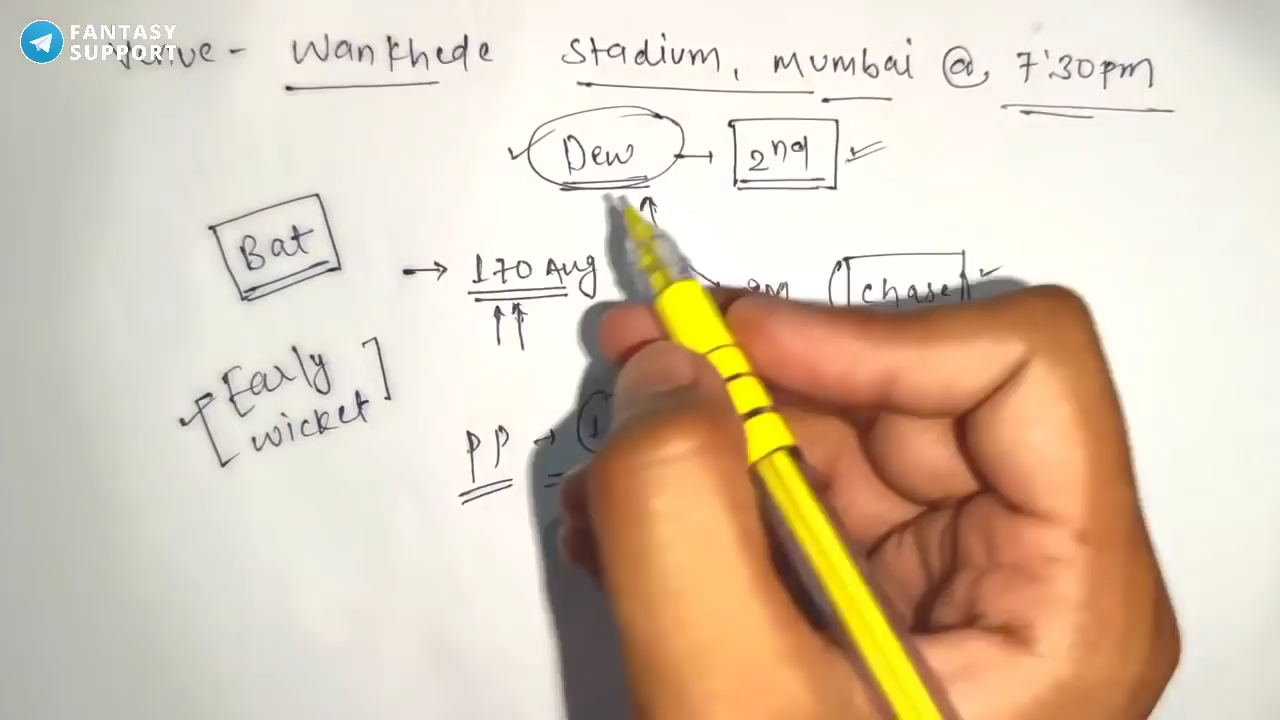 FANTASY
SUPPORT
Wankhede Stadium, Mumbai @ 7:30pm
Dew → 2nd
Bat → 170 Avg
chase
[Early
wicket]
PP →